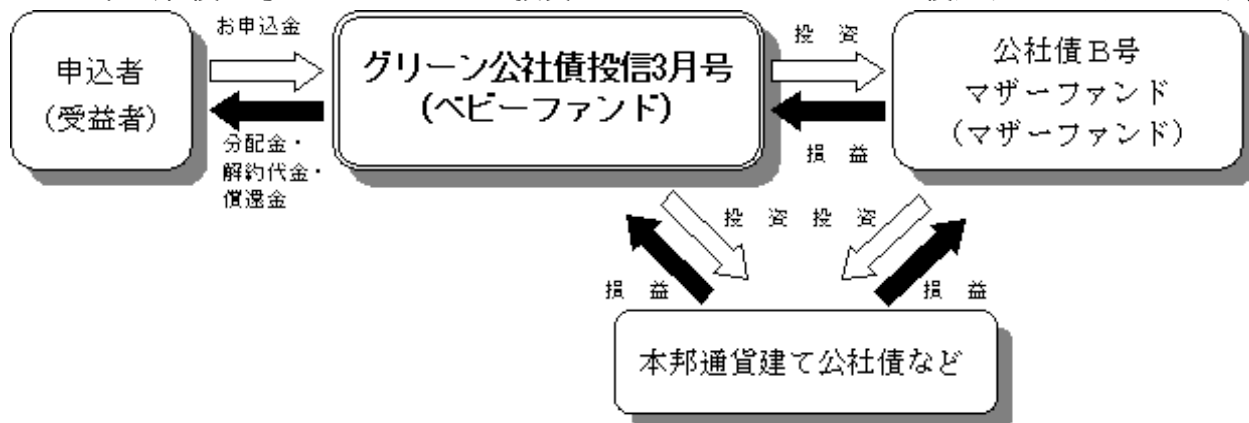 お申込金
申込者
(受益者)
分配金・
解約代金・
償還金
グリーン公社債投信3月号
(ベビーファンド)
投 資
損 益
公社債B号
マザーファンド
(マザーファンド)
投 資 投 資
損 益
損 益
本邦通貨建て公社債など